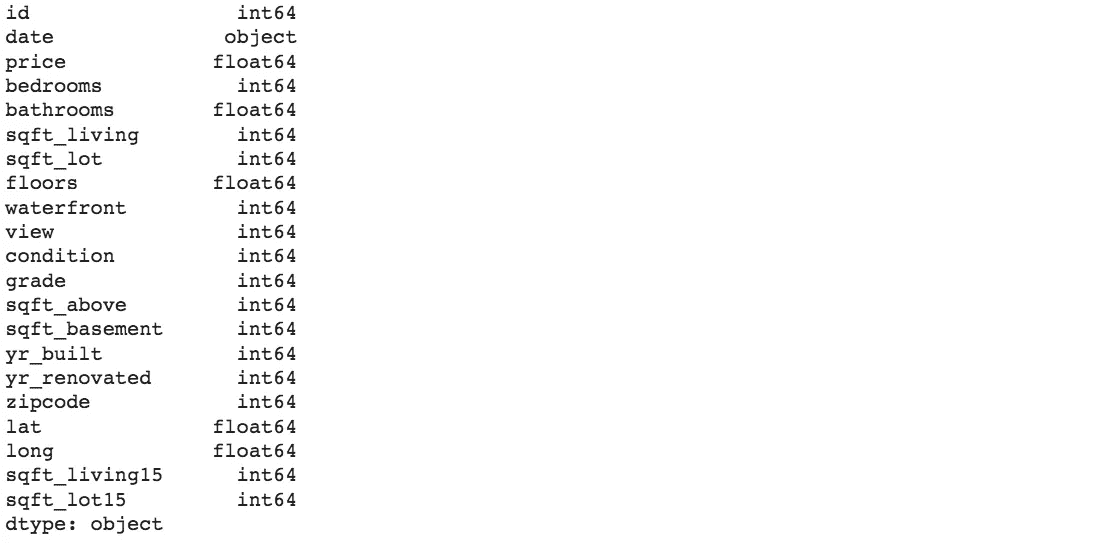 id int64
date object
price float64
bedrooms int64
bathrooms float64
sqft_living int64
sqft_lot int64
floors float64
waterfront int64
view int64
condition int64
grade int64
sqft_above int64
sqft_basement int64
yr_built int64
yr_renovated int64
zipcode int64
lat float64
long float64
sqft_living15 int64
sqft_lot15 int64
dtype: object